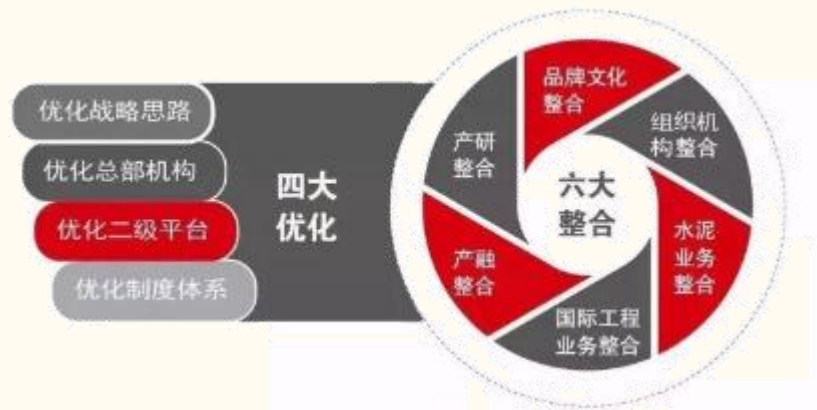 优化战略思路
优化总部机构
优化二级平台
优化制度体系
四大
优化
六大
整合
品牌文化
整合
组织机
构整合
水泥
业务
整合
国际工程
业务整合
产融
整合
产研
整合